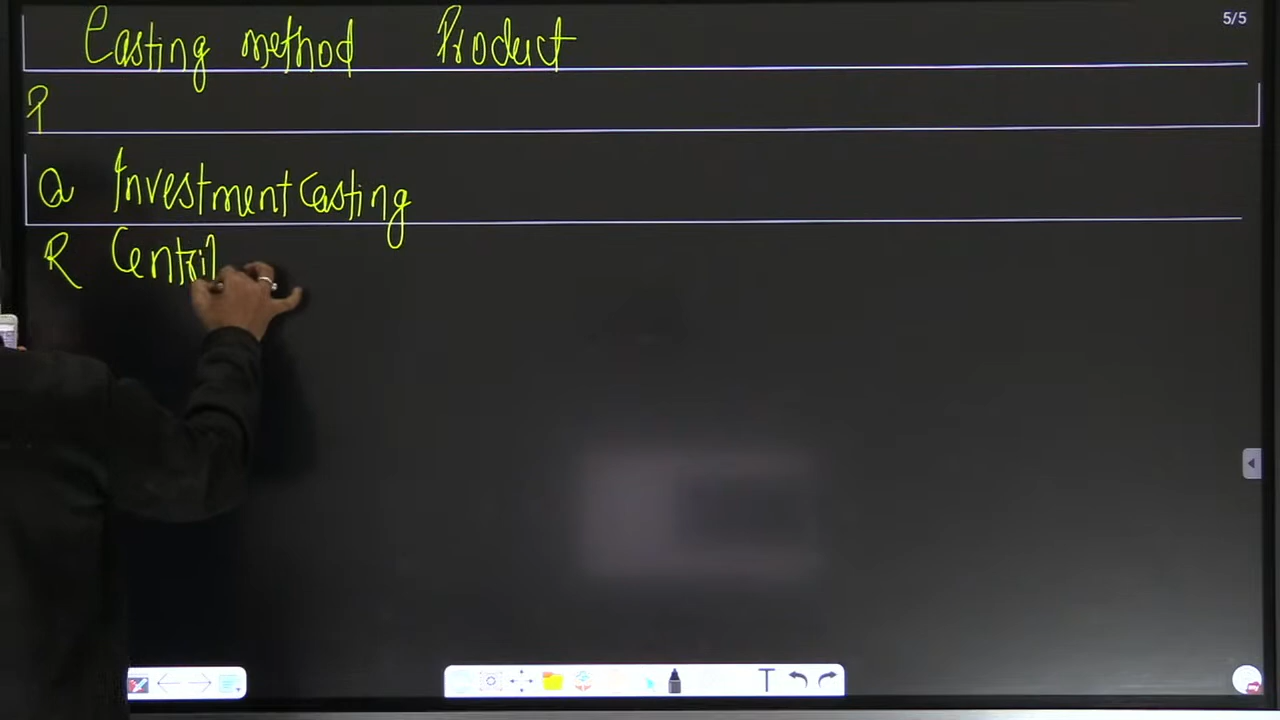 5/5
Casting method Product
P
Q Investment Casting
R Centri
T